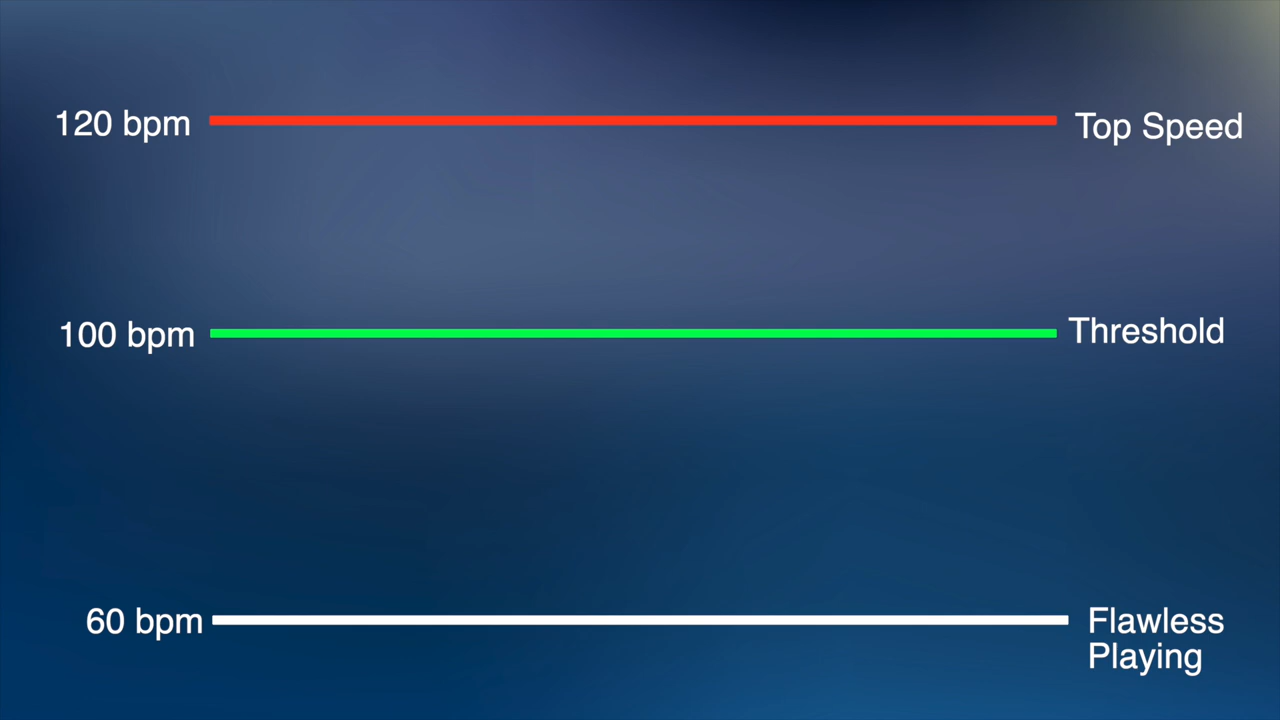 120 bpm
Top Speed
100 bpm
Threshold
60 bpm
Flawless
Playing